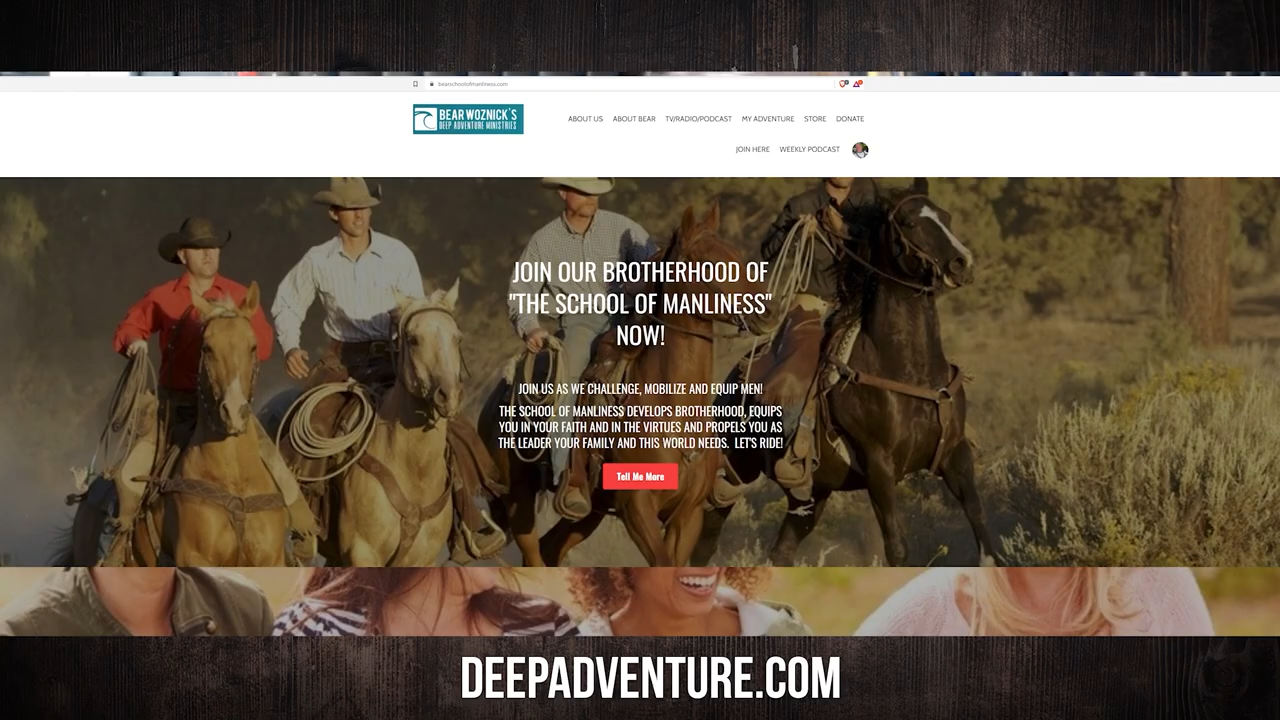 bearschoolofmanliness.com
BEAR WOZNICK'S
DEEP ADVENTURE MINISTRIES
ABOUT US ABOUT BEAR TV/RADIO/PODCAST MY ADVENTURE STORE DONATE
JOIN HERE WEEKLY PODCAST
JOIN OUR BROTHERHOOD OF
"THE SCHOOL OF MANLINESS"
NOW!
JOIN US AS WE CHALLENGE, MOBILIZE AND EQUIP MEN!
THE SCHOOL OF MANLINESS DEVELOPS BROTHERHOOD, EQUIPS
YOU IN YOUR FAITH AND IN THE VIRTUES AND PROPELS YOU AS
THE LEADER YOUR FAMILY AND THIS WORLD NEEDS. LET'S RIDE!
Tell Me More
DEEPADVENTURE.COM